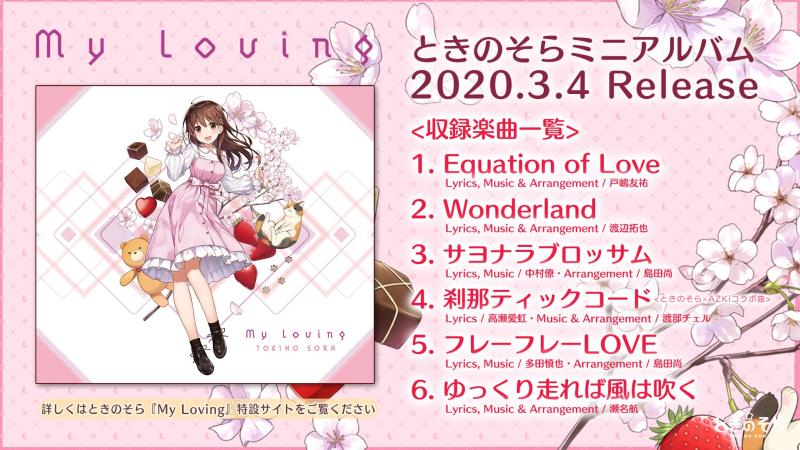 My Loving
ときのそらミニアルバム
2020.3.4 Release
<収録楽曲一覧>
1. Equation of Love
Lyrics, Music & Arrangement / 戸嶋友祐
2. Wonderland
Lyrics, Music & Arrangement / 渡辺拓也
3. サヨナラブロッサム
Lyrics, Music / 中村僚・Arrangement / 島田尚
4. 刹那ティックコード <ときのそら×AZKiコラボ曲>
Lyrics / 高瀬愛虹・Music & Arrangement / 渡部チェル
5. フレーフレーLOVE
Lyrics, Music / 多田慎也・Arrangement / 島田尚
6. ゆっくり走れば風は吹く
Lyrics, Music & Arrangement / 瀬名航
My Loving
TOKINO SORA
詳しくはときのそら『My Loving』特設サイトをご覧ください
ときのそら